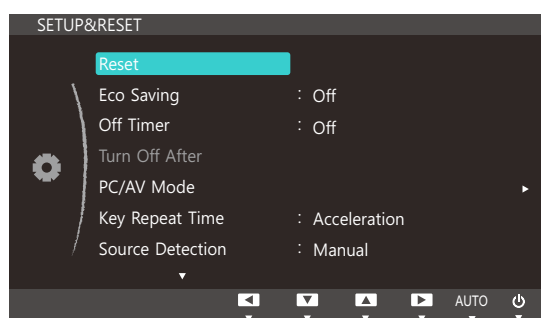 SETUP&RESET
Reset
Eco Saving : Off
Off Timer : Off
Turn Off After
PC/AV Mode
Key Repeat Time : Acceleration
Source Detection : Manual
AUTO